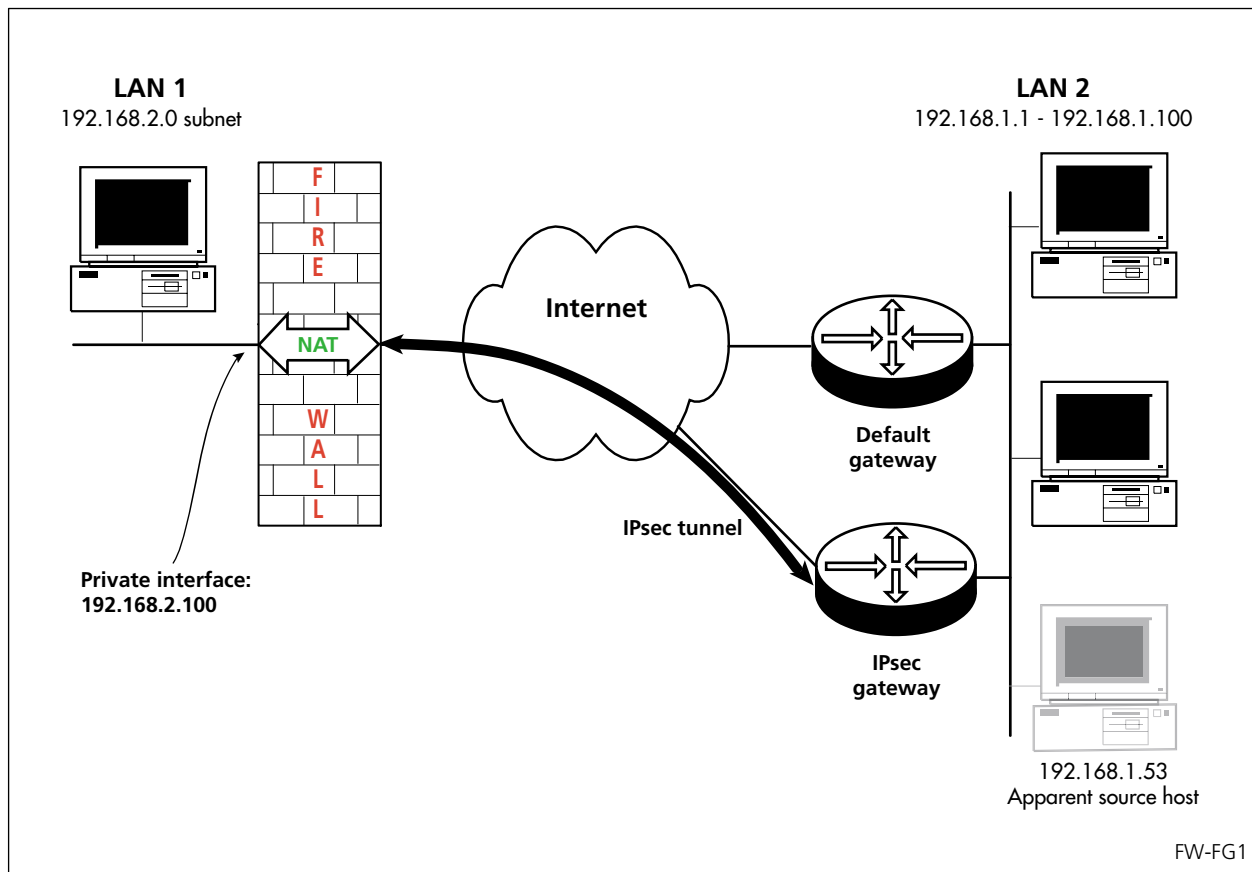 LAN 1
192.168.2.0 subnet
LAN 2
192.168.1.1 - 192.168.1.100
F
I
R
E
NAT
W
A
L
L
Internet
Default
gateway
IPsec tunnel
Private interface:
192.168.2.100
IPsec
gateway
192.168.1.53
Apparent source host
FW-FG1